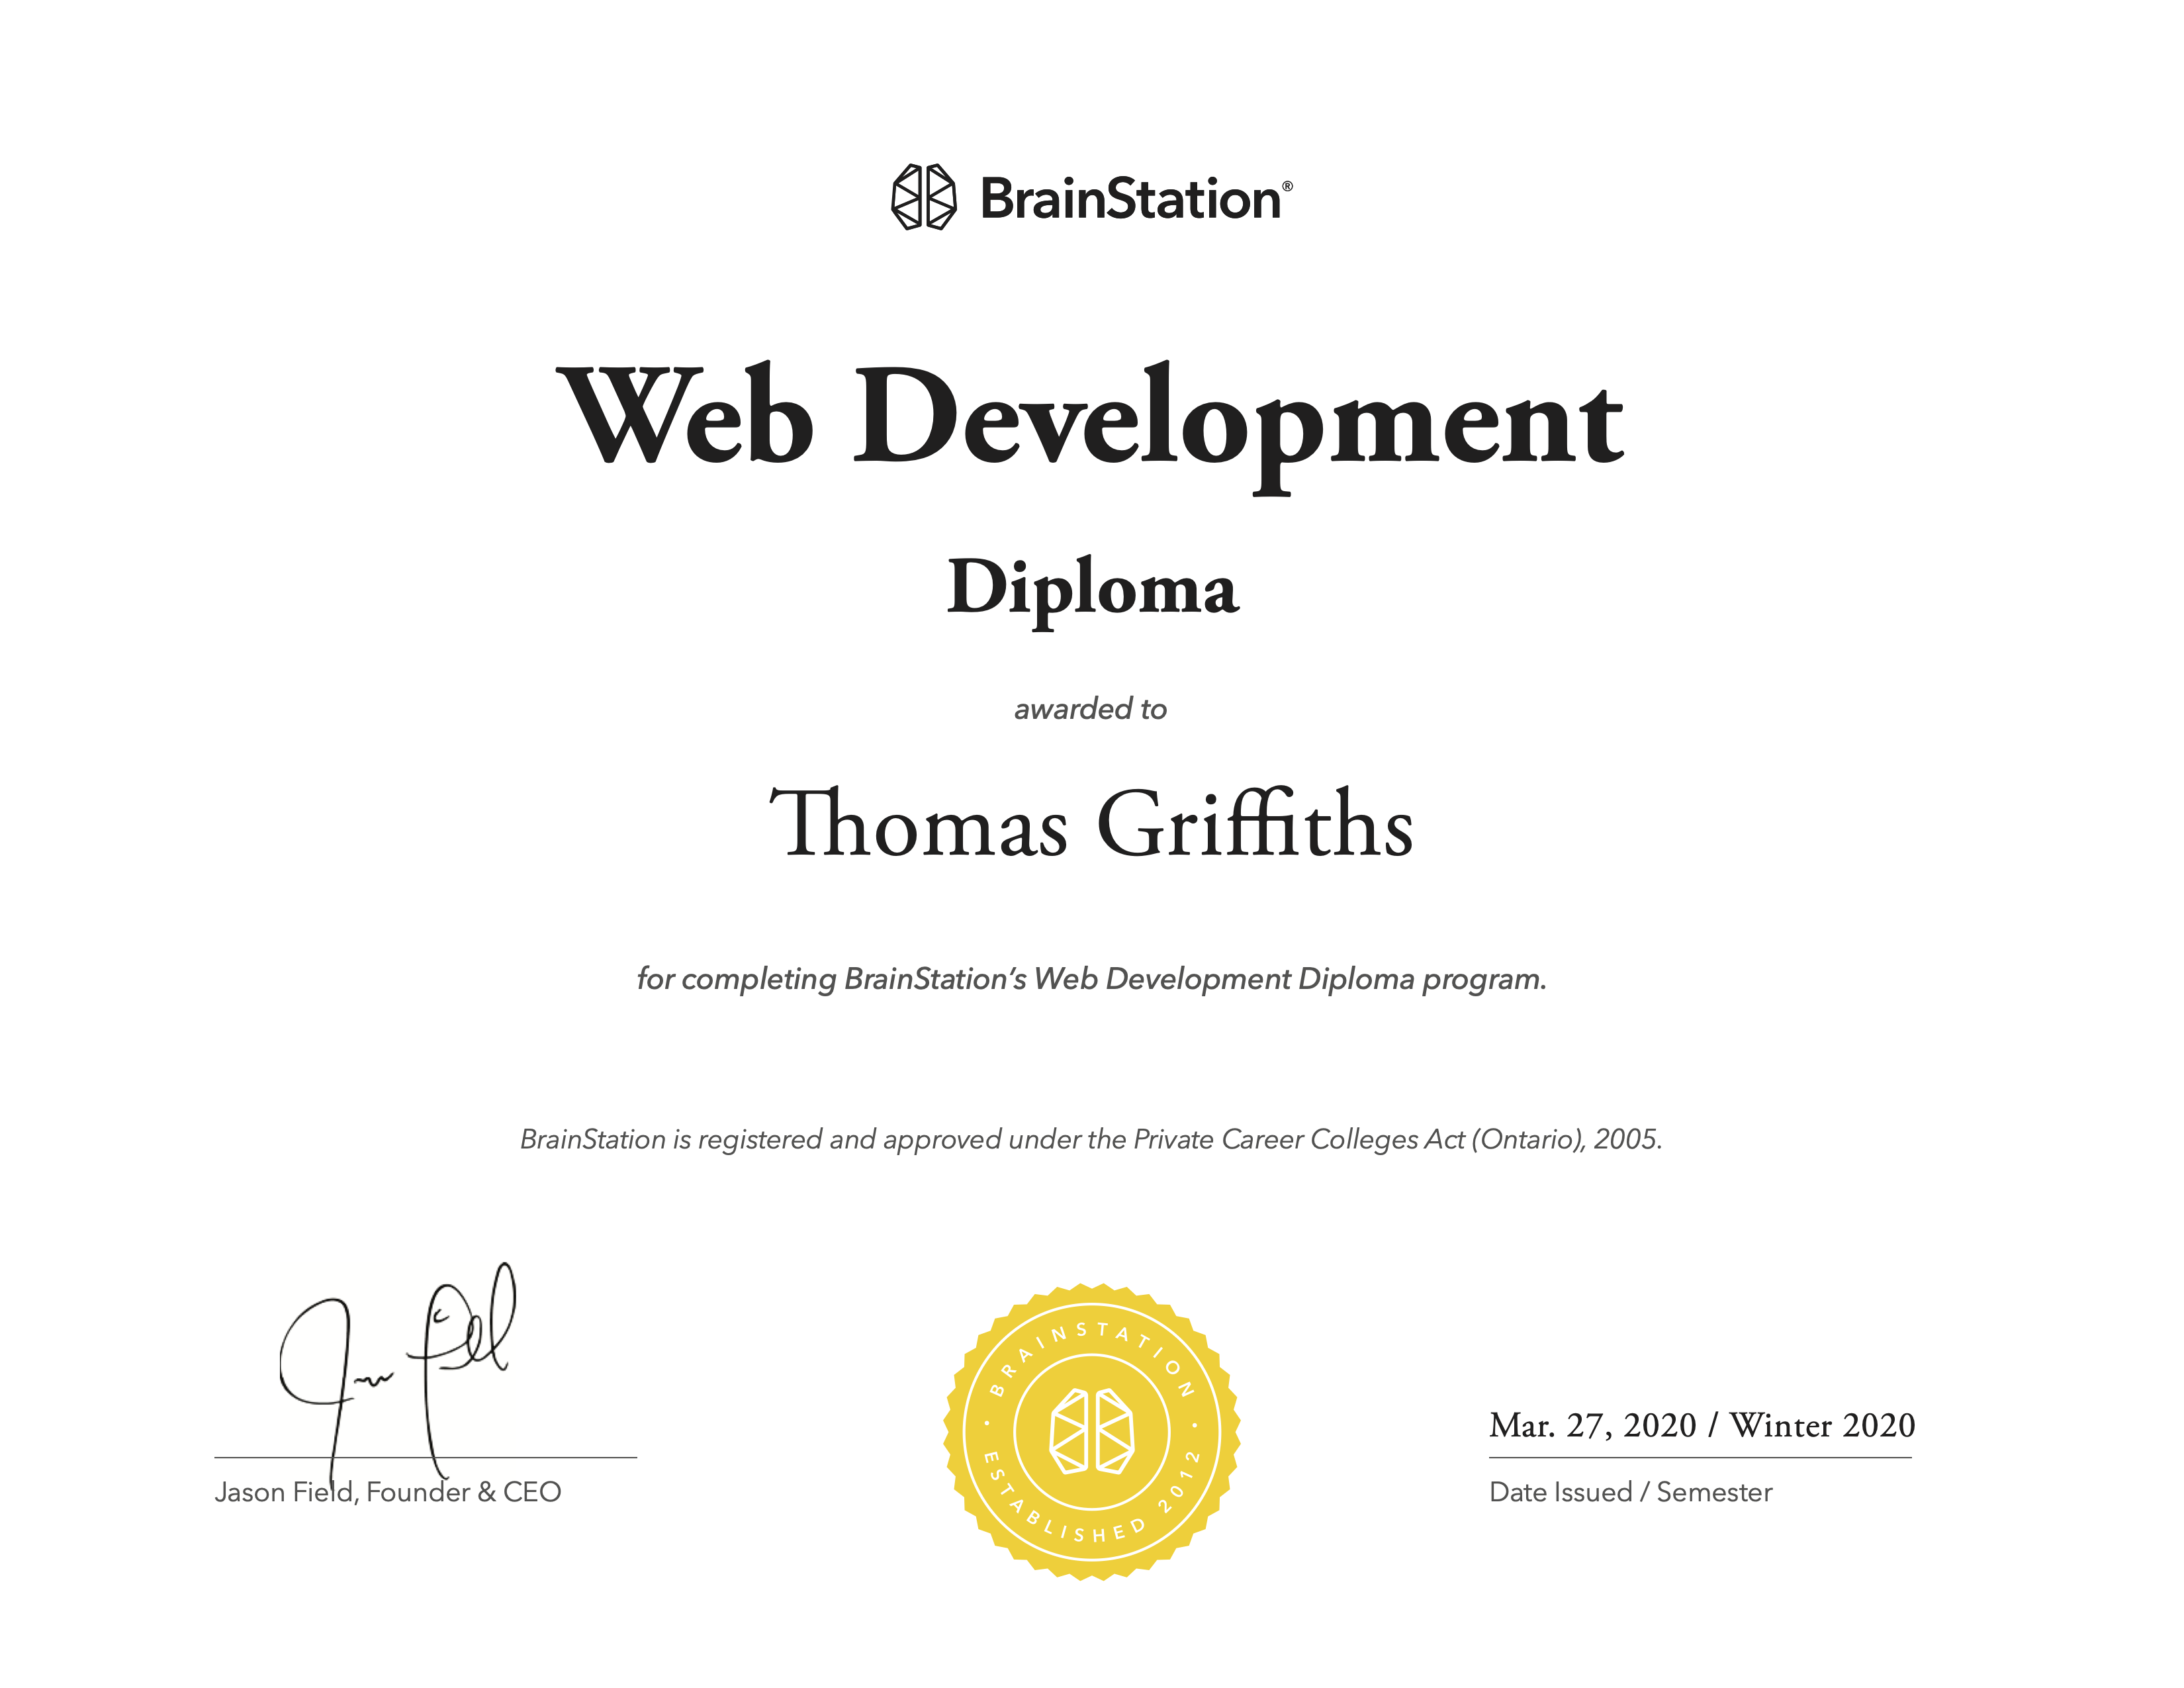 BrainStation®
Web Development
Diploma
awarded to
Thomas Griffiths
for completing BrainStation’s Web Development Diploma program.
BrainStation is registered and approved under the Private Career Colleges Act (Ontario), 2005.
Jason Field, Founder & CEO
• BRAINSTATION •
ESTABLISHED 2012
Mar. 27, 2020 / Winter 2020
Date Issued / Semester